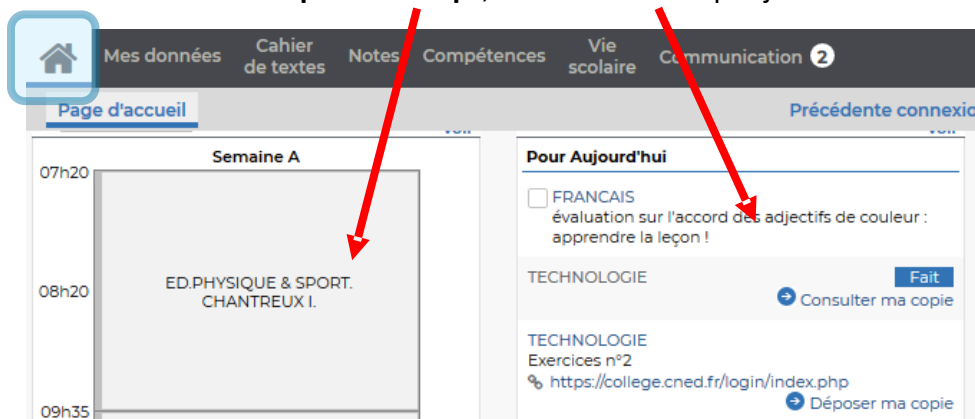 Mes données
Cahier
de textes
Notes
Compétences
Vie
scolaire
Communication 2
Page d'accueil
Précédente connexio
Semaine A
07h20
ED.PHYSIQUE & SPORT.
CHANTREUX I.
08h20
09h35
Pour Aujourd'hui
FRANCAIS
évaluation sur l'accord des adjectifs de couleur :
apprendre la leçon !
TECHNOLOGIE
Fait
Consulter ma copie
TECHNOLOGIE
Exercices n°2
https://college.cned.fr/login/index.php
Déposer ma copie